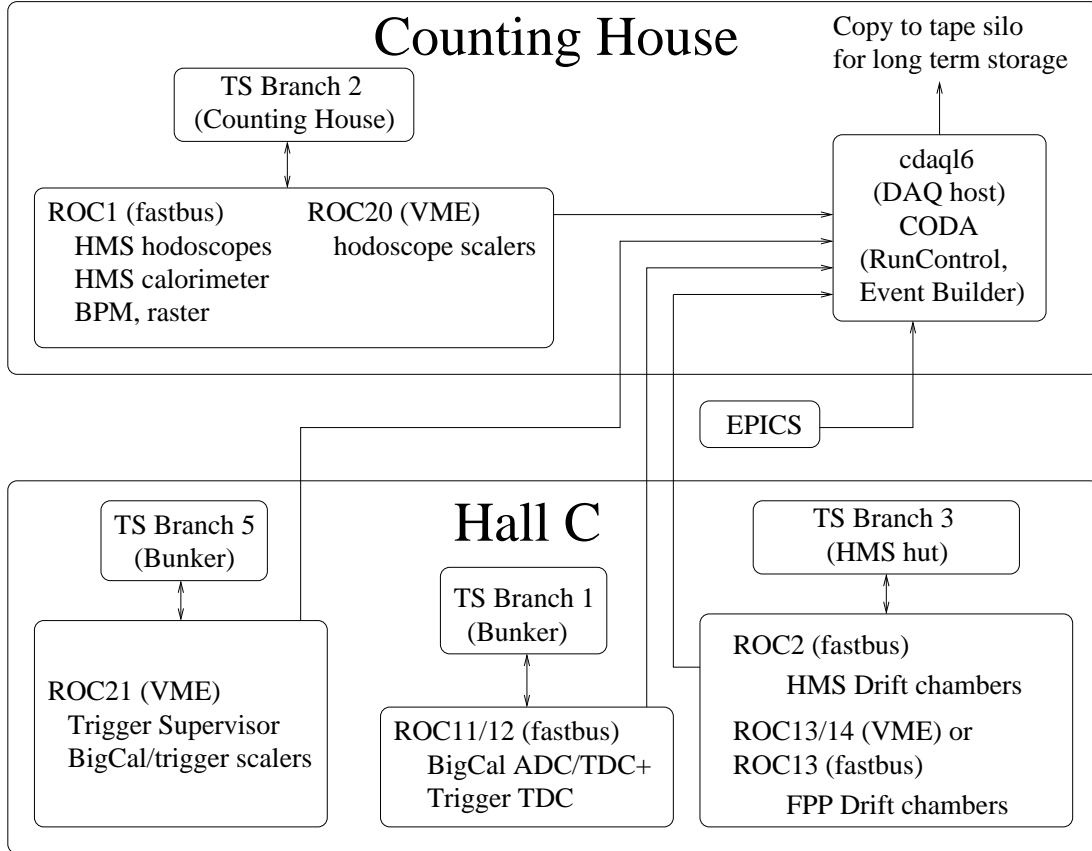 Counting House
Copy to tape silo
for long term storage
TS Branch 2
(Counting House)
ROC1 (fastbus)
HMS hodoscopes
HMS calorimeter
BPM, raster
ROC20 (VME)
hodoscope scalers
cdaql6
(DAQ host)
CODA
(RunControl,
Event Builder)
EPICS
Hall C
TS Branch 5
(Bunker)
ROC21 (VME)
Trigger Supervisor
BigCal/trigger scalers
TS Branch 1
(Bunker)
ROC11/12 (fastbus)
BigCal ADC/TDC+
Trigger TDC
TS Branch 3
(HMS hut)
ROC2 (fastbus)
HMS Drift chambers
ROC13/14 (VME) or
ROC13 (fastbus)
FPP Drift chambers